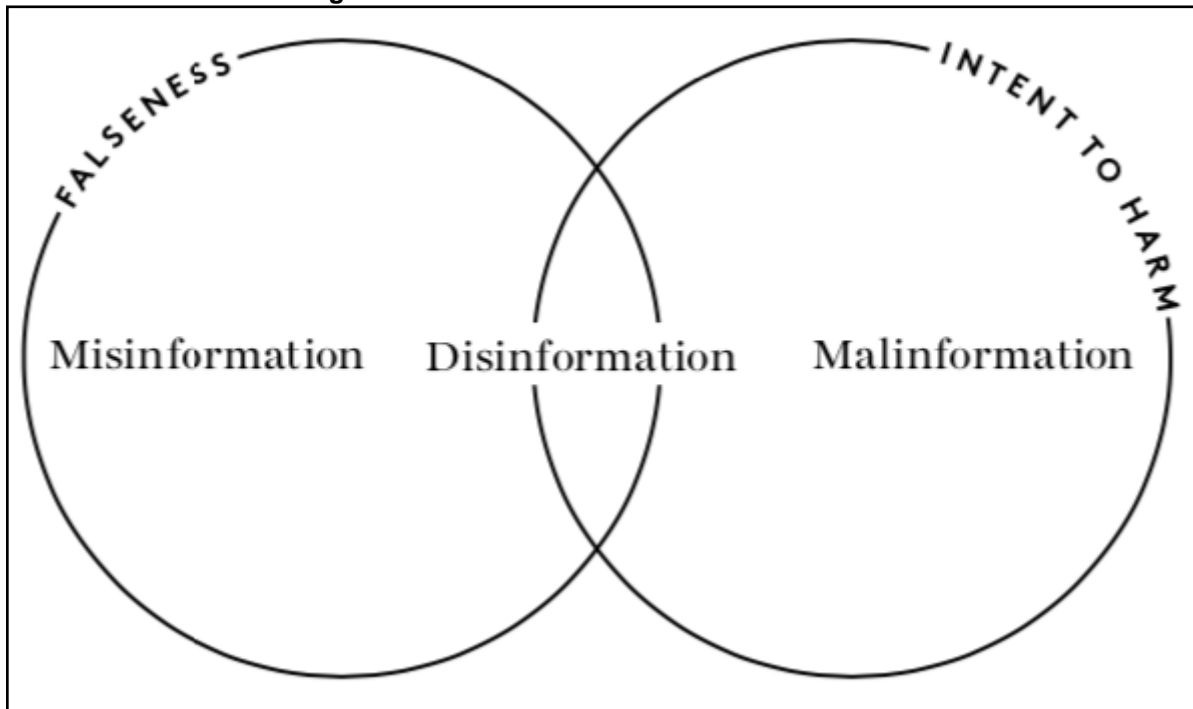 FALSENESS
INTENT TO HARM
Misinformation
Disinformation
Malinformation